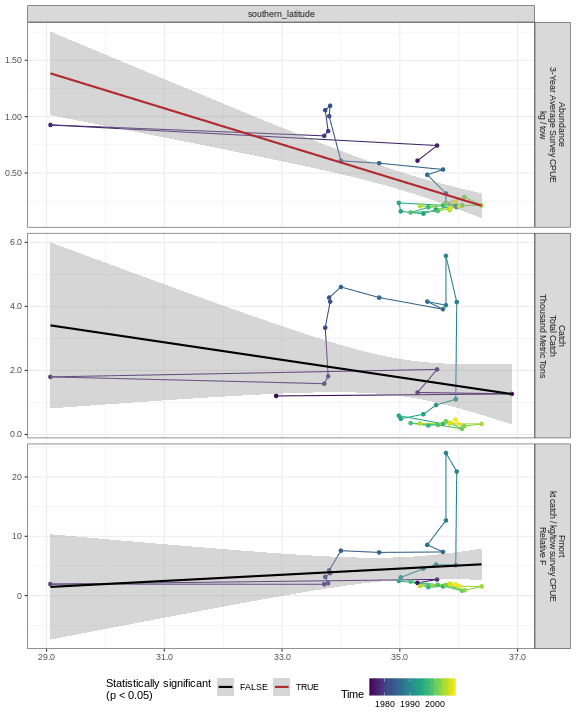 southern_latitude
1.50
1.00
0.50
Abundance
3-Year Average Survey CPUE
kg / tow
6.0
4.0
2.0
0.0
Catch
Total Catch
Thousand Metric Tons
20
10
0
Fmort
kt catch / kg/tow survey CPUE
Relative F
29.0
31.0
33.0
35.0
37.0
Statistically significant
(p < 0.05)
FALSE
TRUE
Time
1980 1990 2000